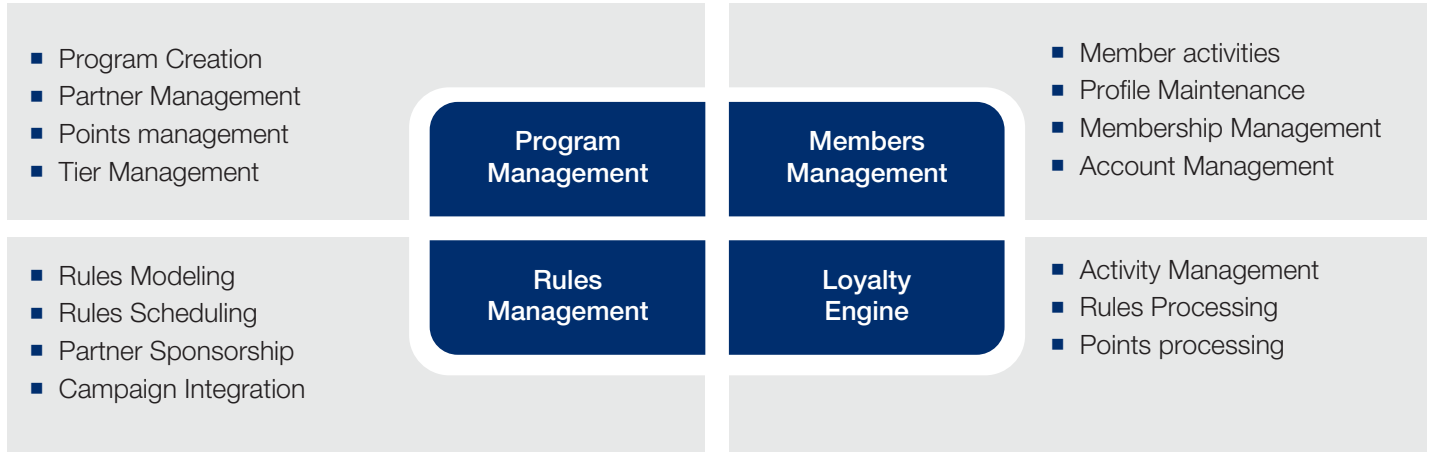 Program Creation
Partner Management
Points management
Tier Management
Program
Management
Members
Management
Member activities
Profile Maintenance
Membership Management
Account Management
Rules Modeling
Rules Scheduling
Partner Sponsorship
Campaign Integration
Rules
Management
Loyalty
Engine
Activity Management
Rules Processing
Points processing